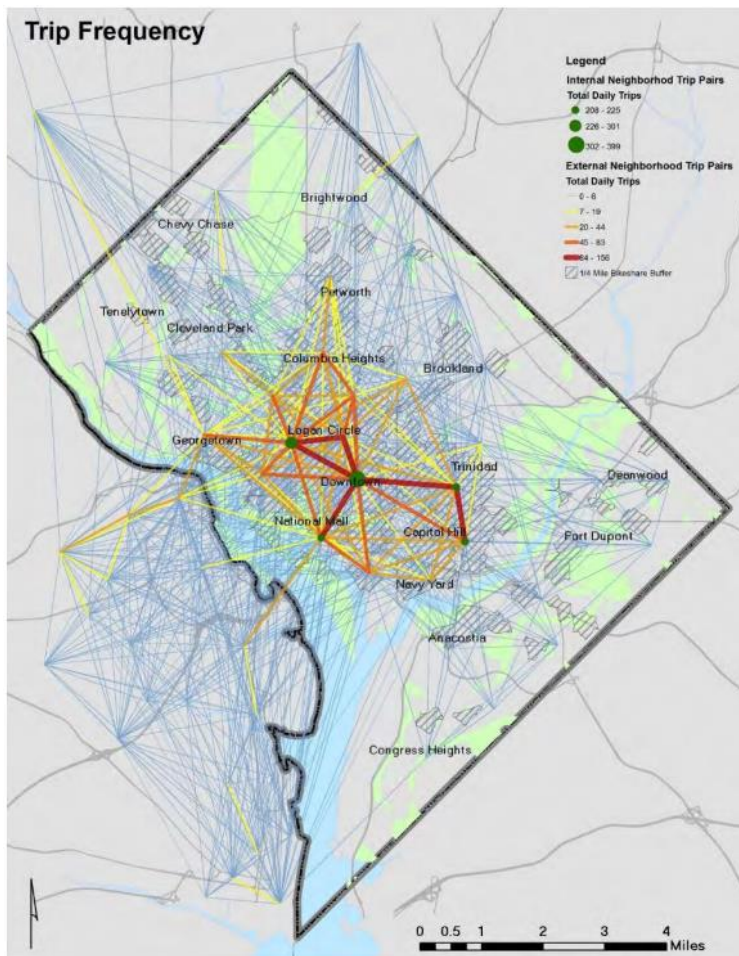 Trip Frequency
Legend
Internal Neighborhod Trip Pairs
Total Daily Trips
208 - 225
226 - 301
302 - 399
External Neighborhood Trip Pairs
Total Daily Trips
0 - 6
7 - 19
20 - 44
45 - 83
84 - 156
1/4 Mile Bikeshare Buffer
Brightwood
Chevy Chase
Petworth
Tenelytown
Cleveland Park
Columbia Heights
Brookland
Logan Circle
Georgetown
Trinidad
Downtown
Deanwood
National Mall
Capitol Hill
Fort Dupont
Navy Yard
Anacostia
Congress Heights
0 0.5 1 2 3 4
Miles